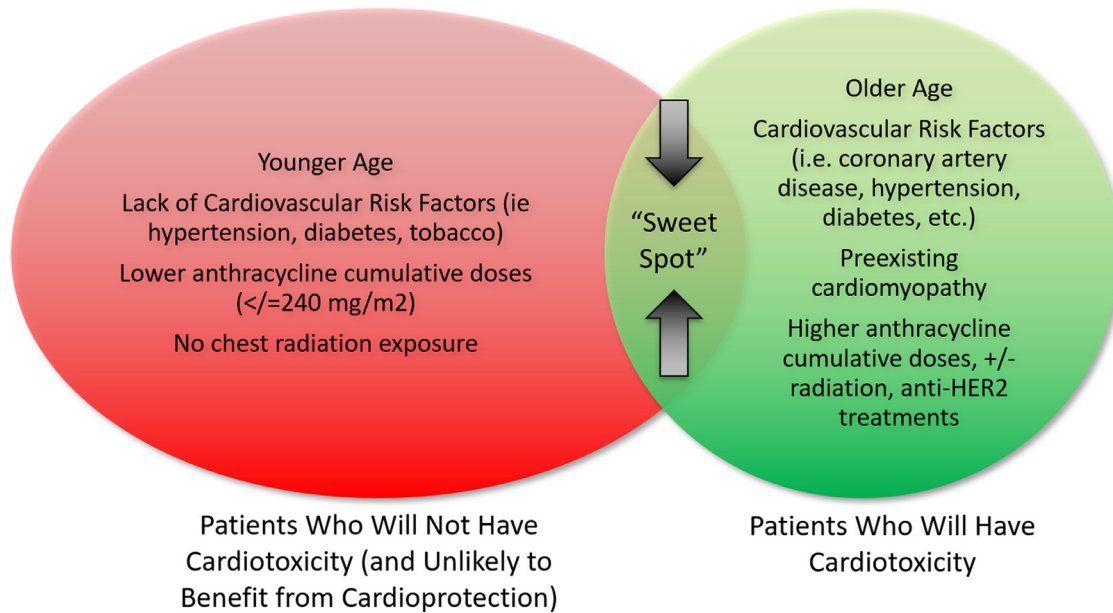 Younger Age
Lack of Cardiovascular Risk Factors (ie
hypertension, diabetes, tobacco)
Lower anthracycline cumulative doses
(</=240 mg/m2)
No chest radiation exposure
“Sweet
Spot”
Older Age
Cardiovascular Risk Factors
(i.e. coronary artery
disease, hypertension,
diabetes, etc.)
Preexisting
cardiomyopathy
Higher anthracycline
cumulative doses, +/-
radiation, anti-HER2
treatments
Patients Who Will Not Have
Cardiotoxicity (and Unlikely to
Benefit from Cardioprotection)
Patients Who Will Have
Cardiotoxicity